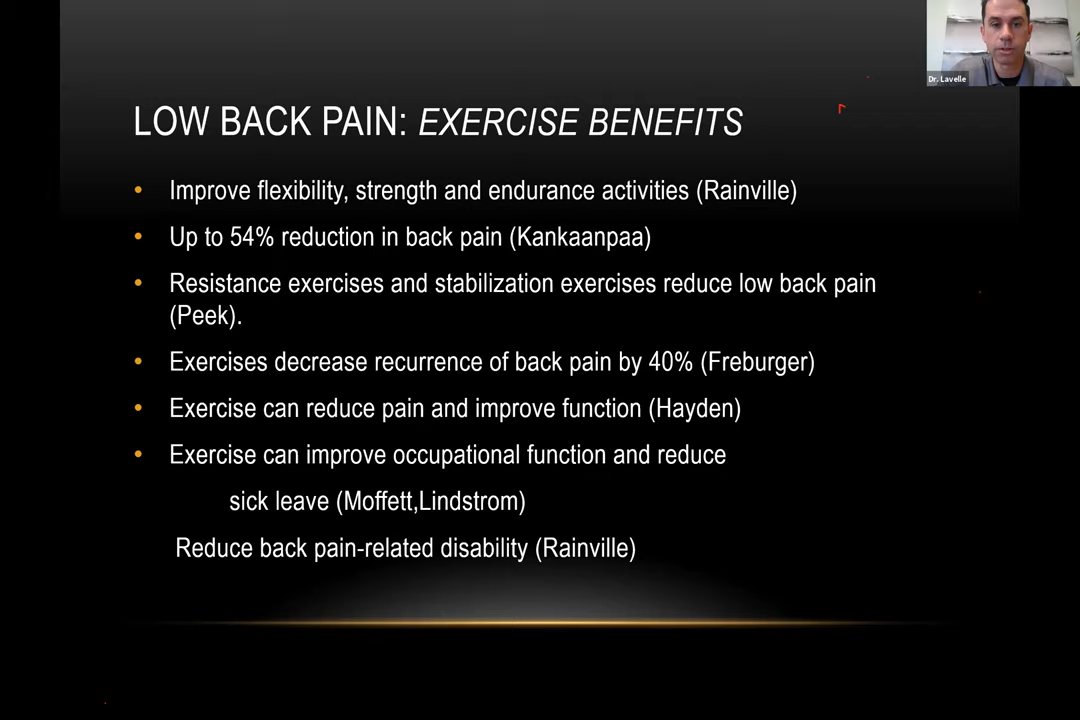 Dr. Lavelle
LOW BACK PAIN: EXERCISE BENEFITS
• Improve flexibility, strength and endurance activities (Rainville)
• Up to 54% reduction in back pain (Kankaanpaa)
• Resistance exercises and stabilization exercises reduce low back pain
(Peek).
• Exercises decrease recurrence of back pain by 40% (Freburger)
• Exercise can reduce pain and improve function (Hayden)
• Exercise can improve occupational function and reduce
sick leave (Moffett,Lindstrom)
Reduce back pain-related disability (Rainville)